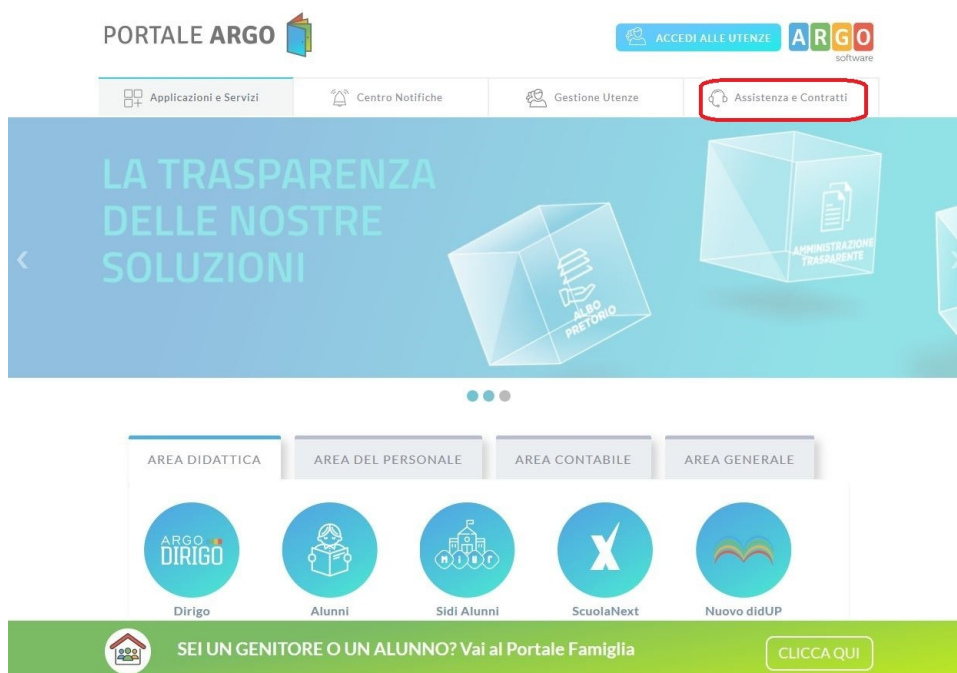 PORTALE ARGO
ACCEDI ALLE UTENZE
ARGO
software
Applicazioni e Servizi
Centro Notifiche
Gestione Utenze
Assistenza e Contratti
LA TRASPARENZA
DELLE NOSTRE
SOLUZIONI
ALBO
PRETORIO
AMMINISTRAZIONE
TRASPARENTE
AREA DIDATTICA
AREA DEL PERSONALE
AREA CONTABILE
AREA GENERALE
ARGO
DIRIGO
MIUR
X
Dirigo
Alunni
Sidi Alunni
ScuolaNext
Nuovo didUP
SEI UN GENITORE O UN ALUNNO? Vai al Portale Famiglia
CLICCA QUI